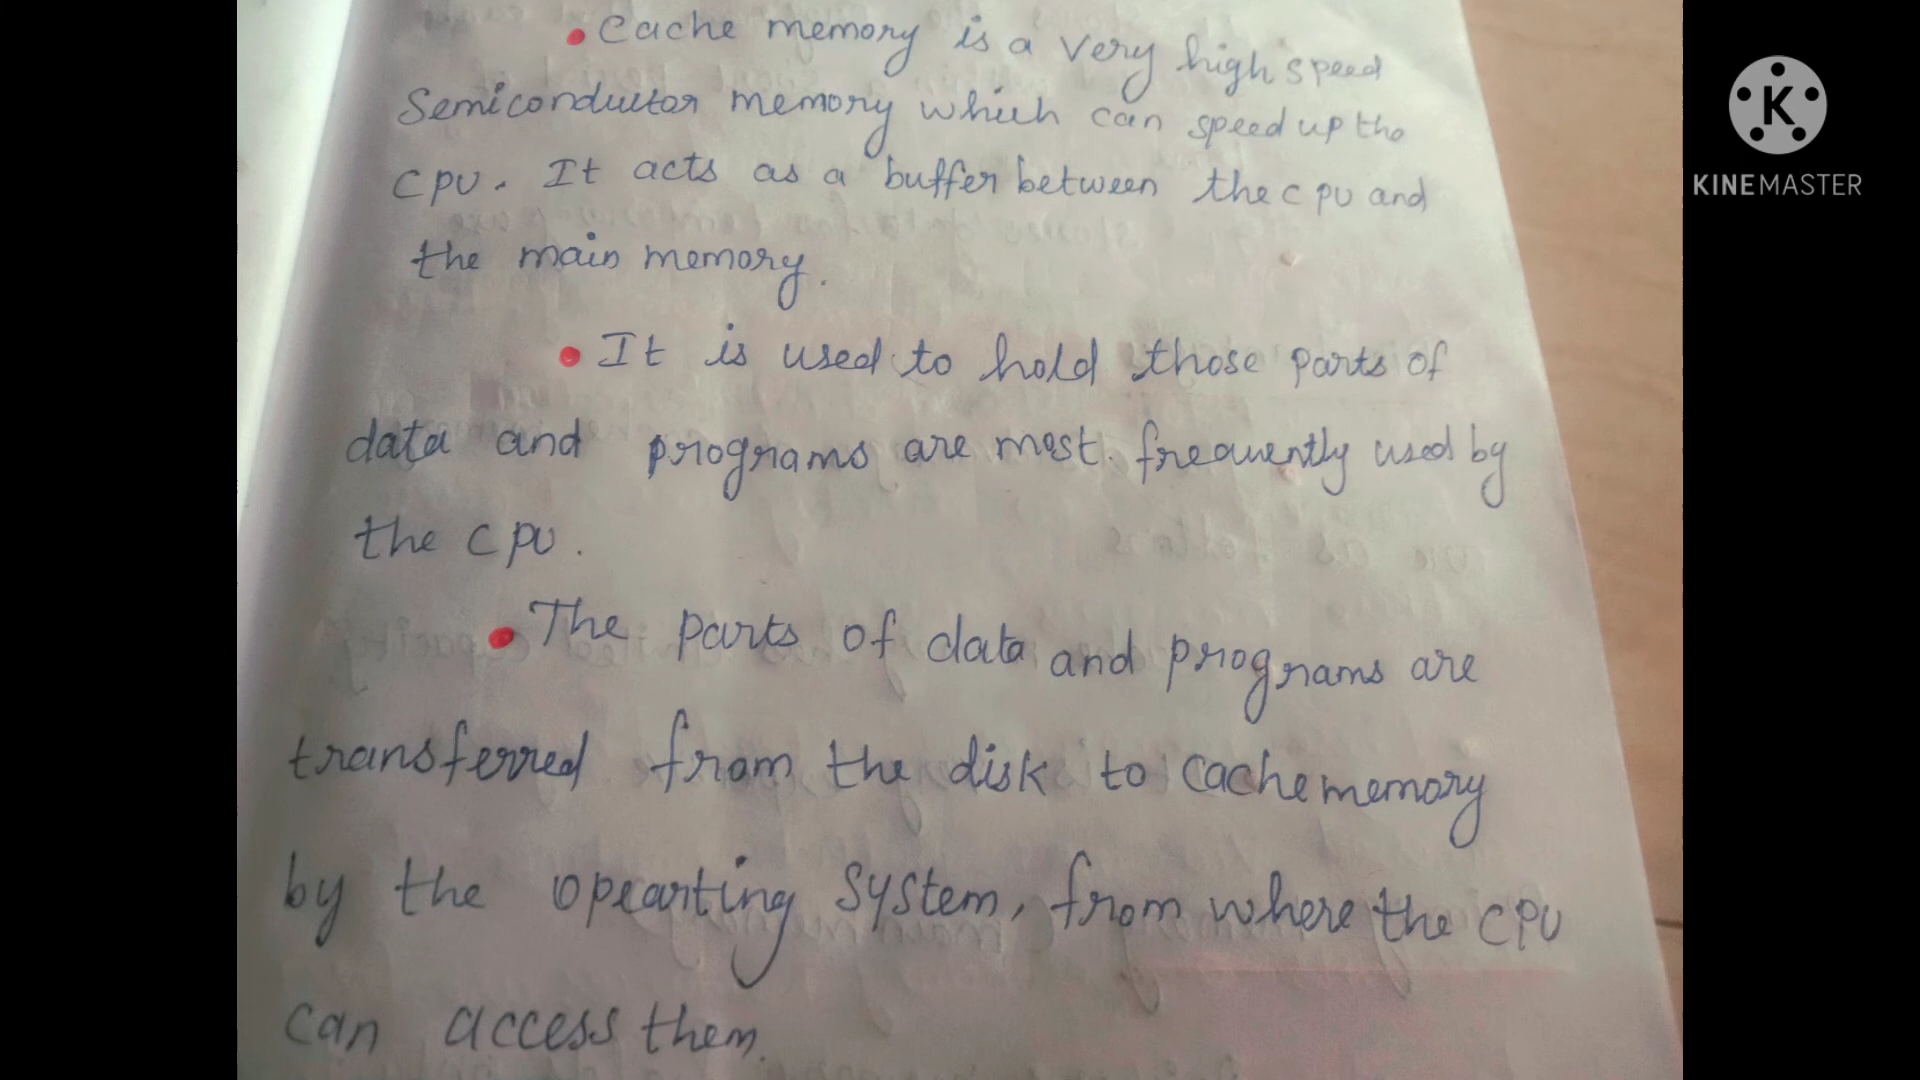 • Cache memory is a very high speed
Semiconductor memory which can speed up the
CPU. It acts as a buffer between the CPU and
the main memory.
• It is used to hold those parts of
data and programs are most frequently used by
the CPU.
• The parts of data and programs are
transferred from the disk to cache memory
by the opearting system, from where the CPU
can access them.
KINEMASTER